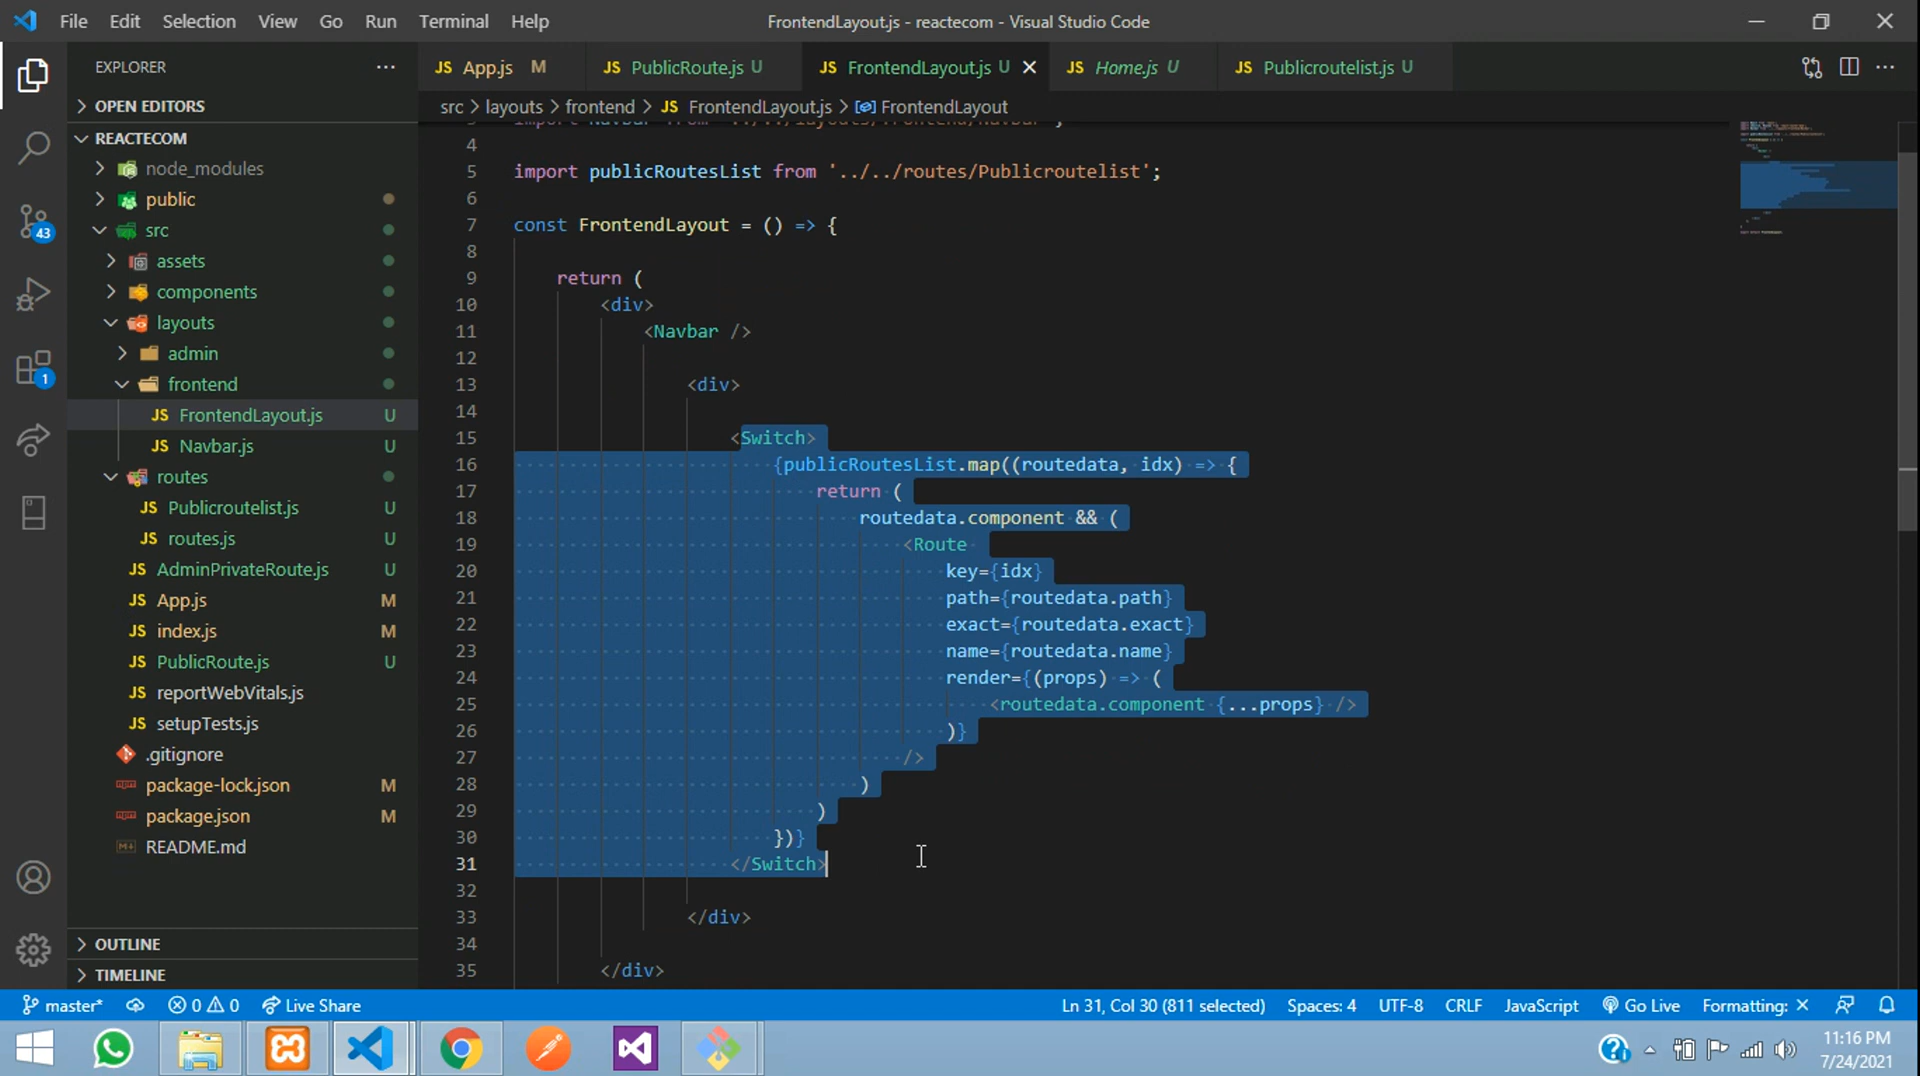 File Edit Selection View Go Run Terminal Help
FrontendLayout.js - reactecom - Visual Studio Code
EXPLORER
OPEN EDITORS
REACTECOM
node_modules
public
src
assets
components
layouts
admin
frontend
JS FrontendLayout.js U
JS Navbar.js U
routes
JS Publicroutelist.js U
JS routes.js U
JS AdminPrivateRoute.js U
JS App.js M
JS index.js M
JS PublicRoute.js U
JS reportWebVitals.js
JS setupTests.js
.gitignore
package-lock.json M
package.json M
README.md
OUTLINE
TIMELINE
43
1
JS App.js M
JS PublicRoute.js U
JS FrontendLayout.js U
JS Home.js U
JS Publicroutelist.js U
src > layouts > frontend > JS FrontendLayout.js > FrontendLayout
import Navbar from '../../layouts/frontend/Navbar';
4
5 import publicRoutesList from '../../routes/Publicroutelist';
6
7 const FrontendLayout = () => {
8
9 return (
10 <div>
11 <Navbar />
12
13 <div>
14
15 <Switch>
16 {publicRoutesList.map((routedata, idx) => {
17 return (
18 routedata.component && (
19 <Route
20 key={idx}
21 path={routedata.path}
22 exact={routedata.exact}
23 name={routedata.name}
24 render={(props) => (
25 <routedata.component {...props} />
26 )}
27 />
28 )
29 )
30 })}
31 </Switch>
32
33 </div>
34
35 </div>
master* 0 0 Live Share
Ln 31, Col 30 (811 selected) Spaces: 4 UTF-8 CRLF JavaScript Go Live Formatting: ×
11:16 PM
7/24/2021